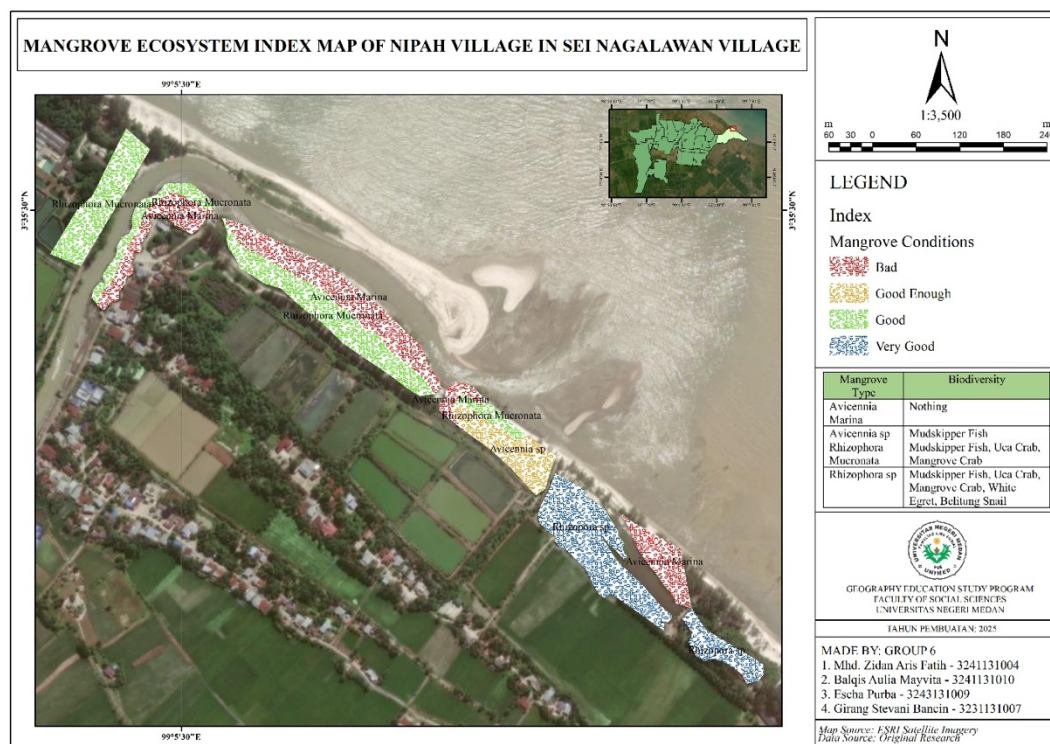 MANGROVE ECOSYSTEM INDEX MAP OF NIPAH VILLAGE IN SEI NAGALAWAN VILLAGE
99°5'30"E
3°35'30"N
3°35'30"N
99°5'30"E
Rhizophora Mucronata
Rhizophora Mucronata
Avicennia Marina
Avicennia Marina
Rhizophora Mucronata
Avicennia Marina
Rhizophora Mucronata
Avicennia sp
Rhizopora sp
Avicennia Marina
Rhizopora sp
N
1:3,500
m
60 30 0 60 120 180 240
LEGEND
Index
Mangrove Conditions
Bad
Good Enough
Good
Very Good
Mangrove Type
Biodiversity
Avicennia Marina
Nothing
Avicennia sp
Mudskipper Fish
Rhizophora Mucronata
Mudskipper Fish, Uca Crab,
Mangrove Crab
Rhizophora sp
Mudskipper Fish, Uca Crab,
Mangrove Crab, White
Egret, Belitung Snail
UNIVERSITAS NEGERI MEDAN
UNIMED
GEOGRAPHY EDUCATION STUDY PROGRAM
FACULTY OF SOCIAL SCIENCES
UNIVERSITAS NEGERI MEDAN
TAHUN PEMBUATAN: 2025
MADE BY: GROUP 6
1. Mhd. Zidan Aris Fatih - 3241131004
2. Balqis Aulia Mayvita - 3241131010
3. Escha Purba - 3243131009
4. Girang Stevani Bancin - 3231131007
Map Source: ESRI Satellite Imagery
Data Source: Original Research